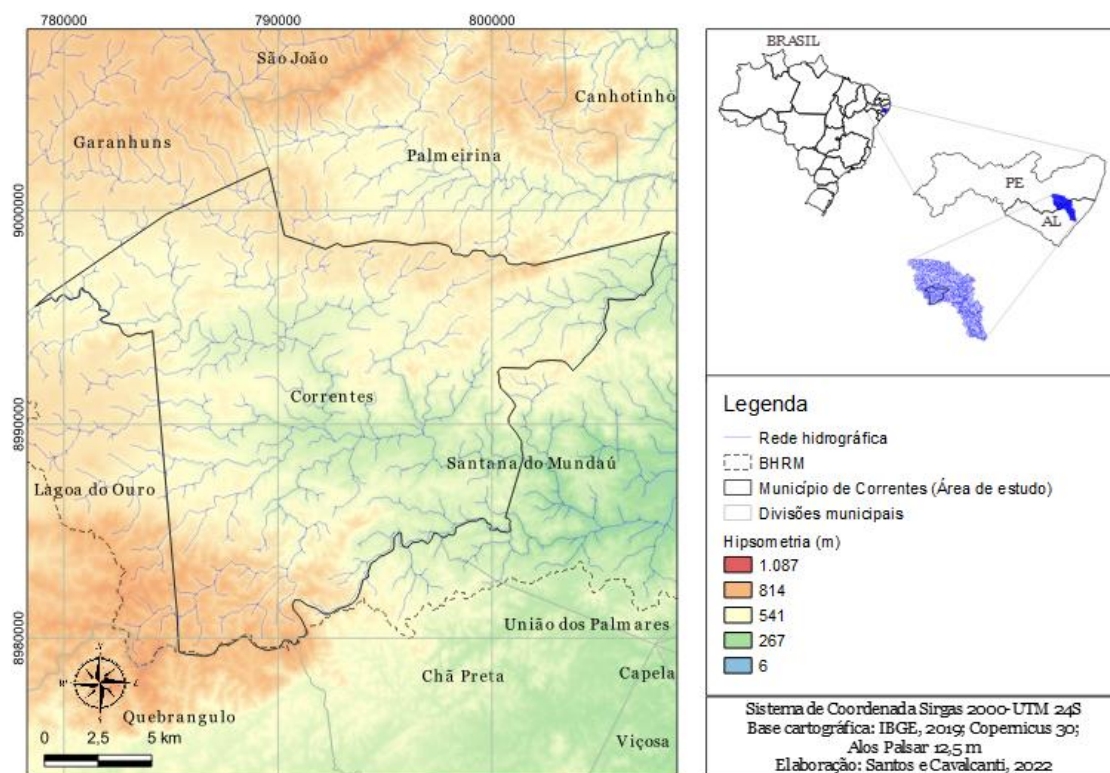 780000
790000
800000
São João
Canhotinho
Garanhuns
Palmeirina
9000000
Correntes
8990000
Santana do Mundaú
Lagoa do Ouro
8980000
União dos Palmares
Chã Preta
Capela
Quebrangulo
Viçosa
0 2,5 5 km
BRASIL
PE
AL
Legenda
Rede hidrográfica
BHRM
Município de Correntes (Área de estudo)
Divisões municipais
Hipsometria (m)
1.087
814
541
267
6
Sistema de Coordenada Sirgas 2000- UTM 24S
Base cartográfica: IBGE, 2019; Copernicus 30;
Alos Palsar 12,5 m
Elaboração: Santos e Cavalcanti, 2022